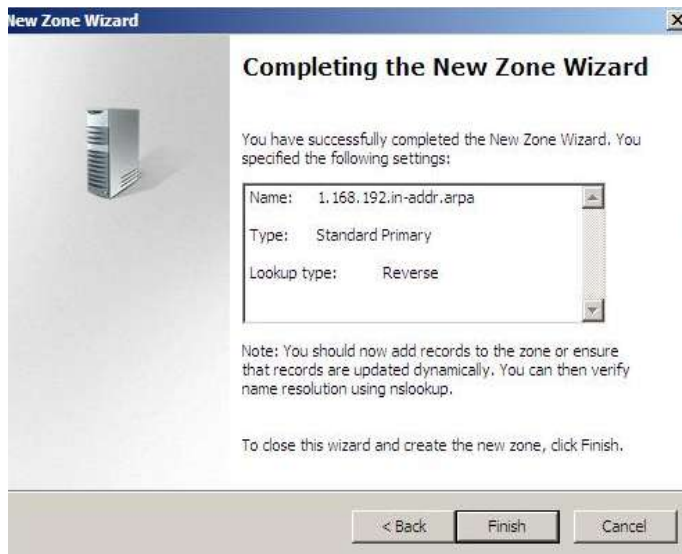 New Zone Wizard
Completing the New Zone Wizard
You have successfully completed the New Zone Wizard. You
specified the following settings:
Name: 1.168.192.in-addr.arpa
Type: Standard Primary
Lookup type: Reverse
Note: You should now add records to the zone or ensure
that records are updated dynamically. You can then verify
name resolution using nslookup.
To close this wizard and create the new zone, click Finish.
< Back Finish Cancel